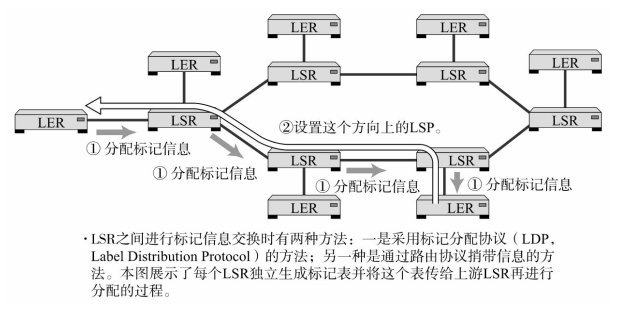 LER
LER
LER
LER
LSR
LSR
LER
LSR
LSR
②设置这个方向上的LSP。
①分配标记信息
①分配标记信息
LSR
LSR
①分配标记信息
①分配标记信息
LER
LER
·LSR之间进行标记信息交换时有两种方法：一是采用标记分配协议（LDP，
Label Distribution Protocol）的方法；另一种是通过路由协议捎带信息的方
法。本图展示了每个LSR独立生成标记表并将这个表传给上游LSR再进行
分配的过程。